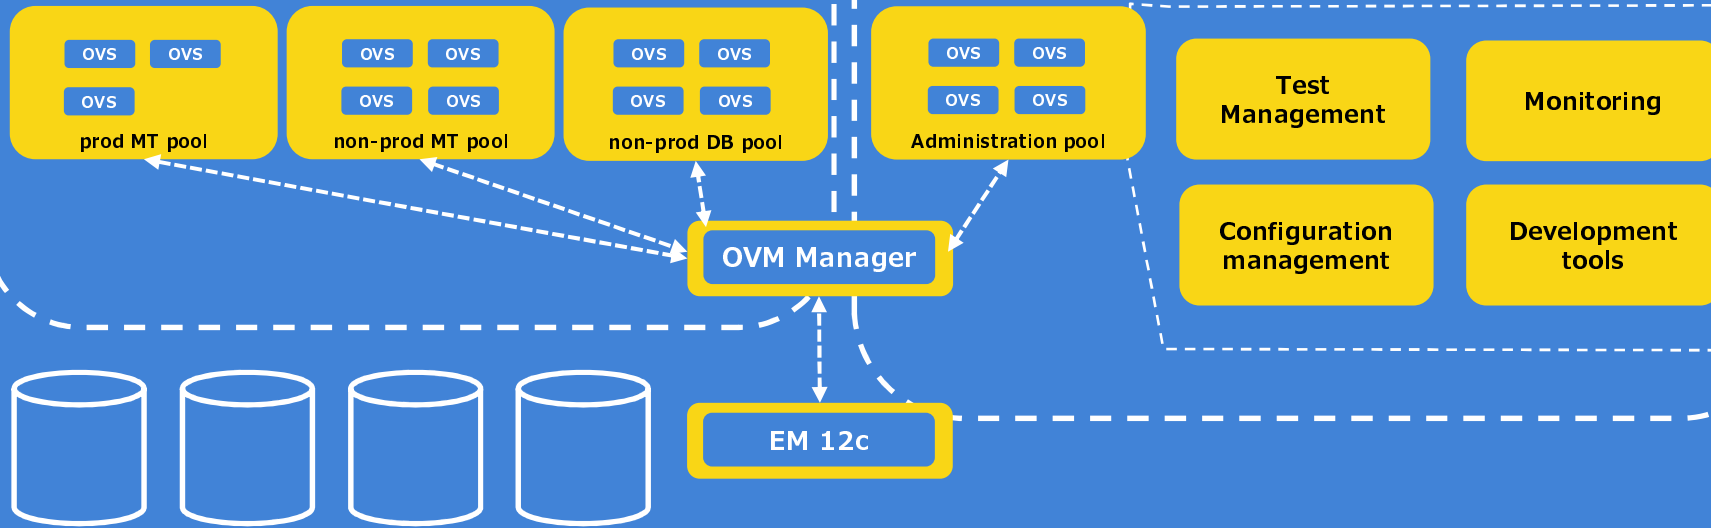 OVS OVS
OVS
prod MT pool
OVS OVS
OVS OVS
non-prod MT pool
OVS OVS
OVS OVS
non-prod DB pool
OVS OVS
OVS OVS
Administration pool
Test
Management
Monitoring
Configuration
management
Development
tools
OVM Manager
EM 12c